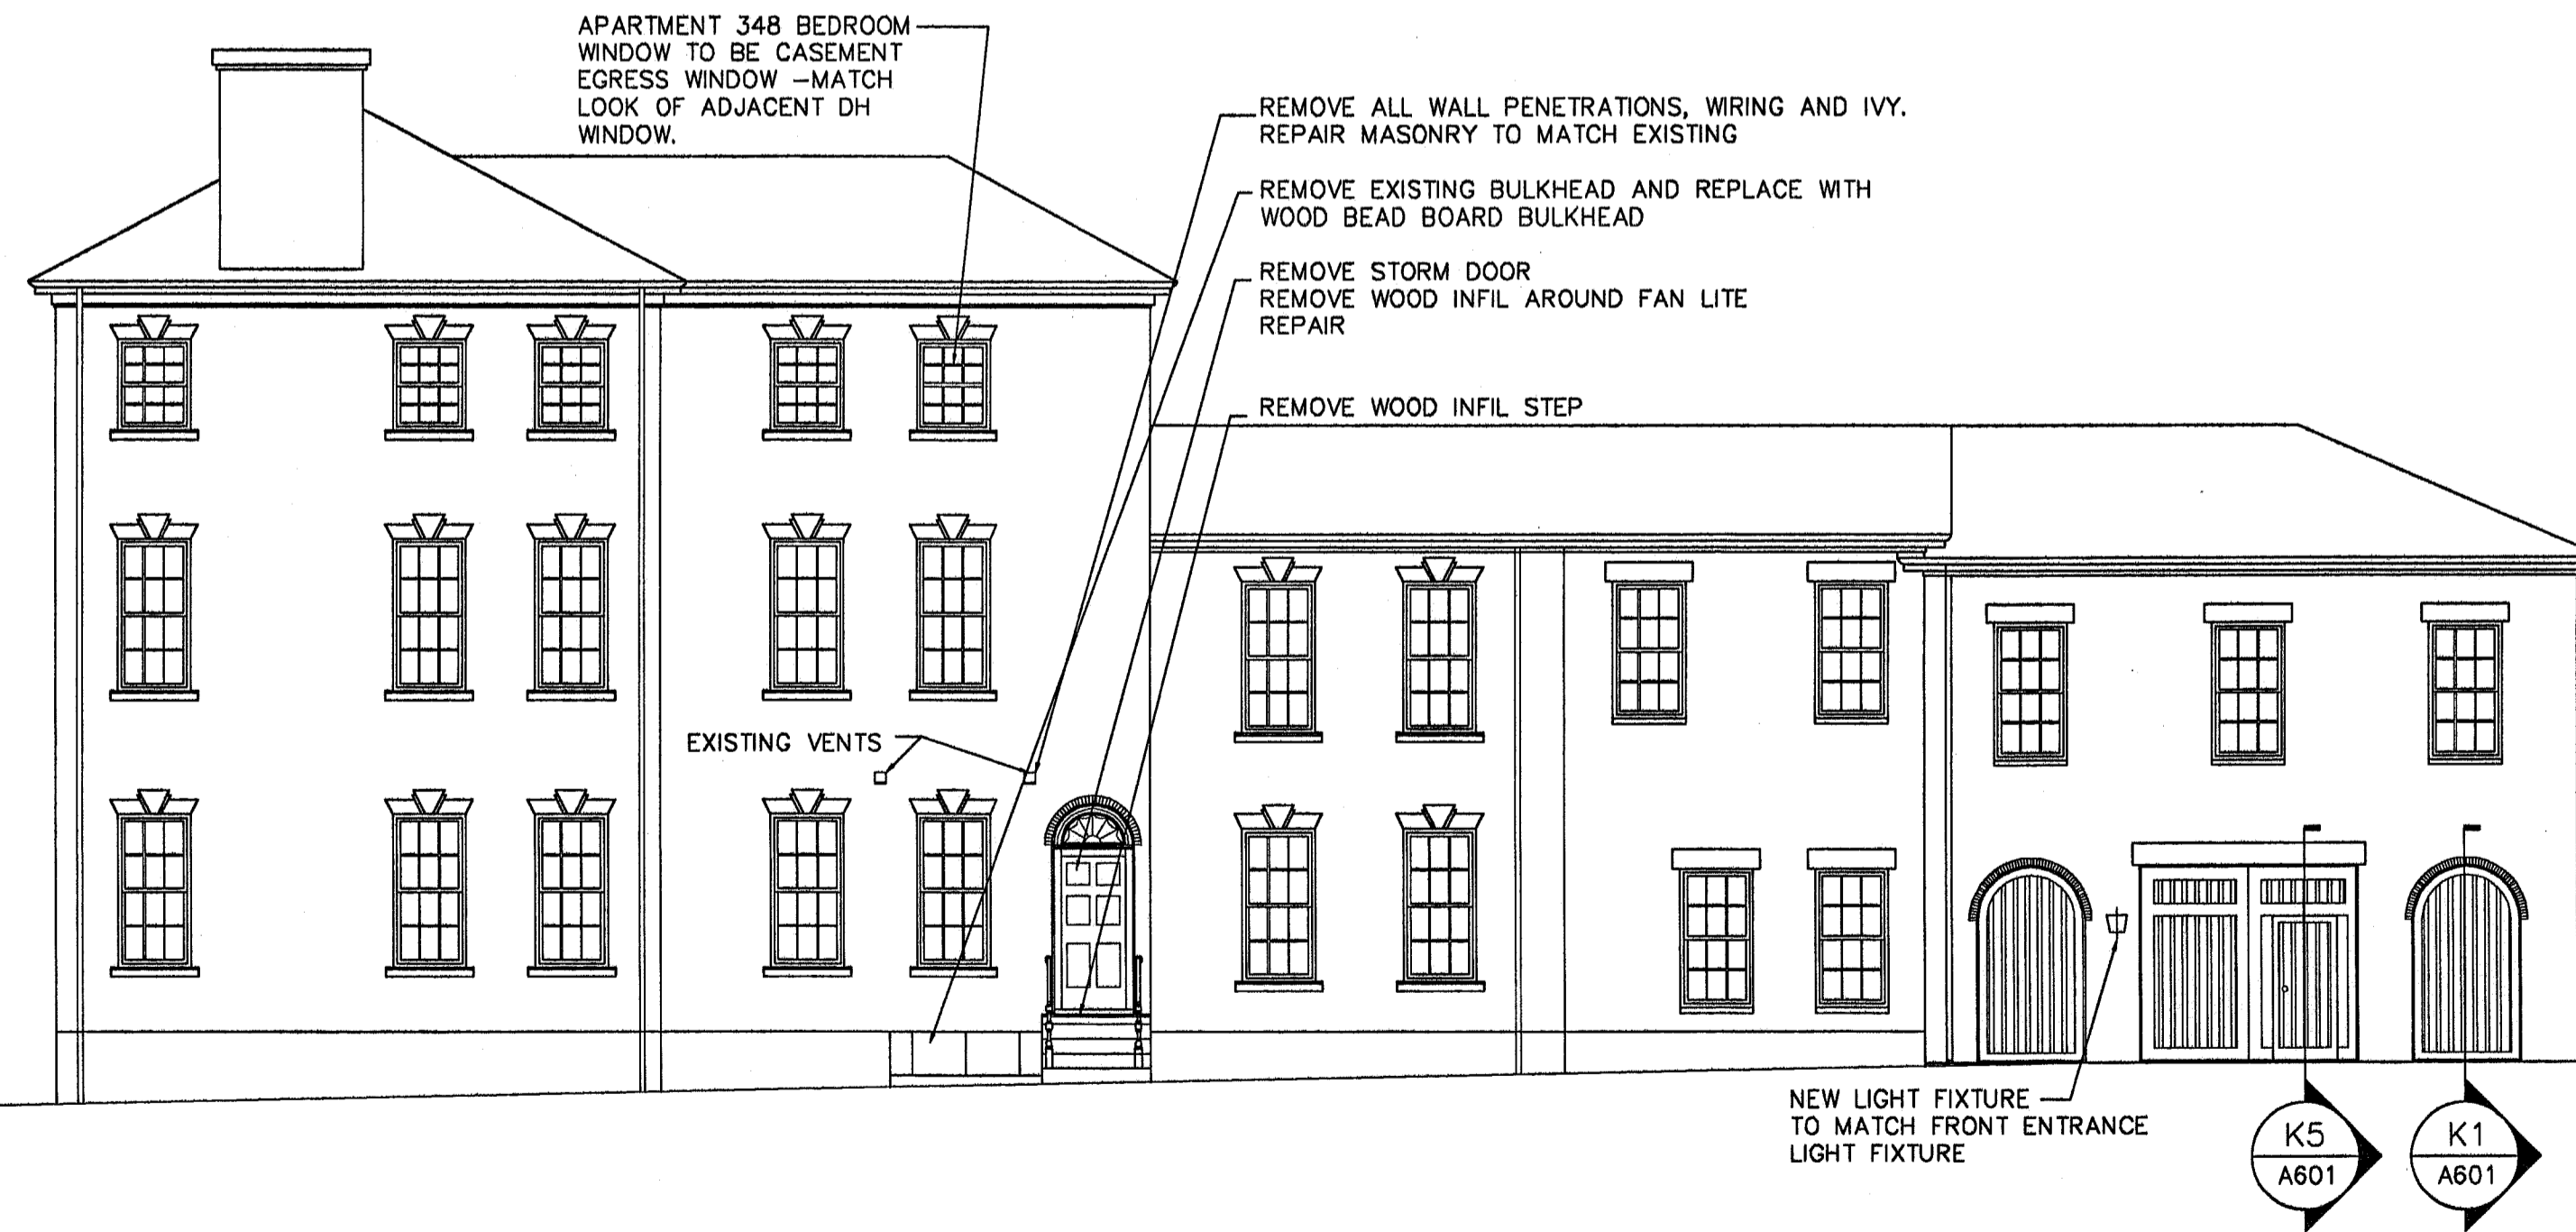 APARTMENT 348 BEDROOM
WINDOW TO BE CASEMENT
EGRESS WINDOW –MATCH
LOOK OF ADJACENT DH
WINDOW.
REMOVE ALL WALL PENETRATIONS, WIRING AND IVY.
REPAIR MASONRY TO MATCH EXISTING
REMOVE EXISTING BULKHEAD AND REPLACE WITH
WOOD BEAD BOARD BULKHEAD
REMOVE STORM DOOR
REMOVE WOOD INFIL AROUND FAN LITE
REPAIR
REMOVE WOOD INFIL STEP
EXISTING VENTS
NEW LIGHT FIXTURE
TO MATCH FRONT ENTRANCE
LIGHT FIXTURE
K5
A601
K1
A601